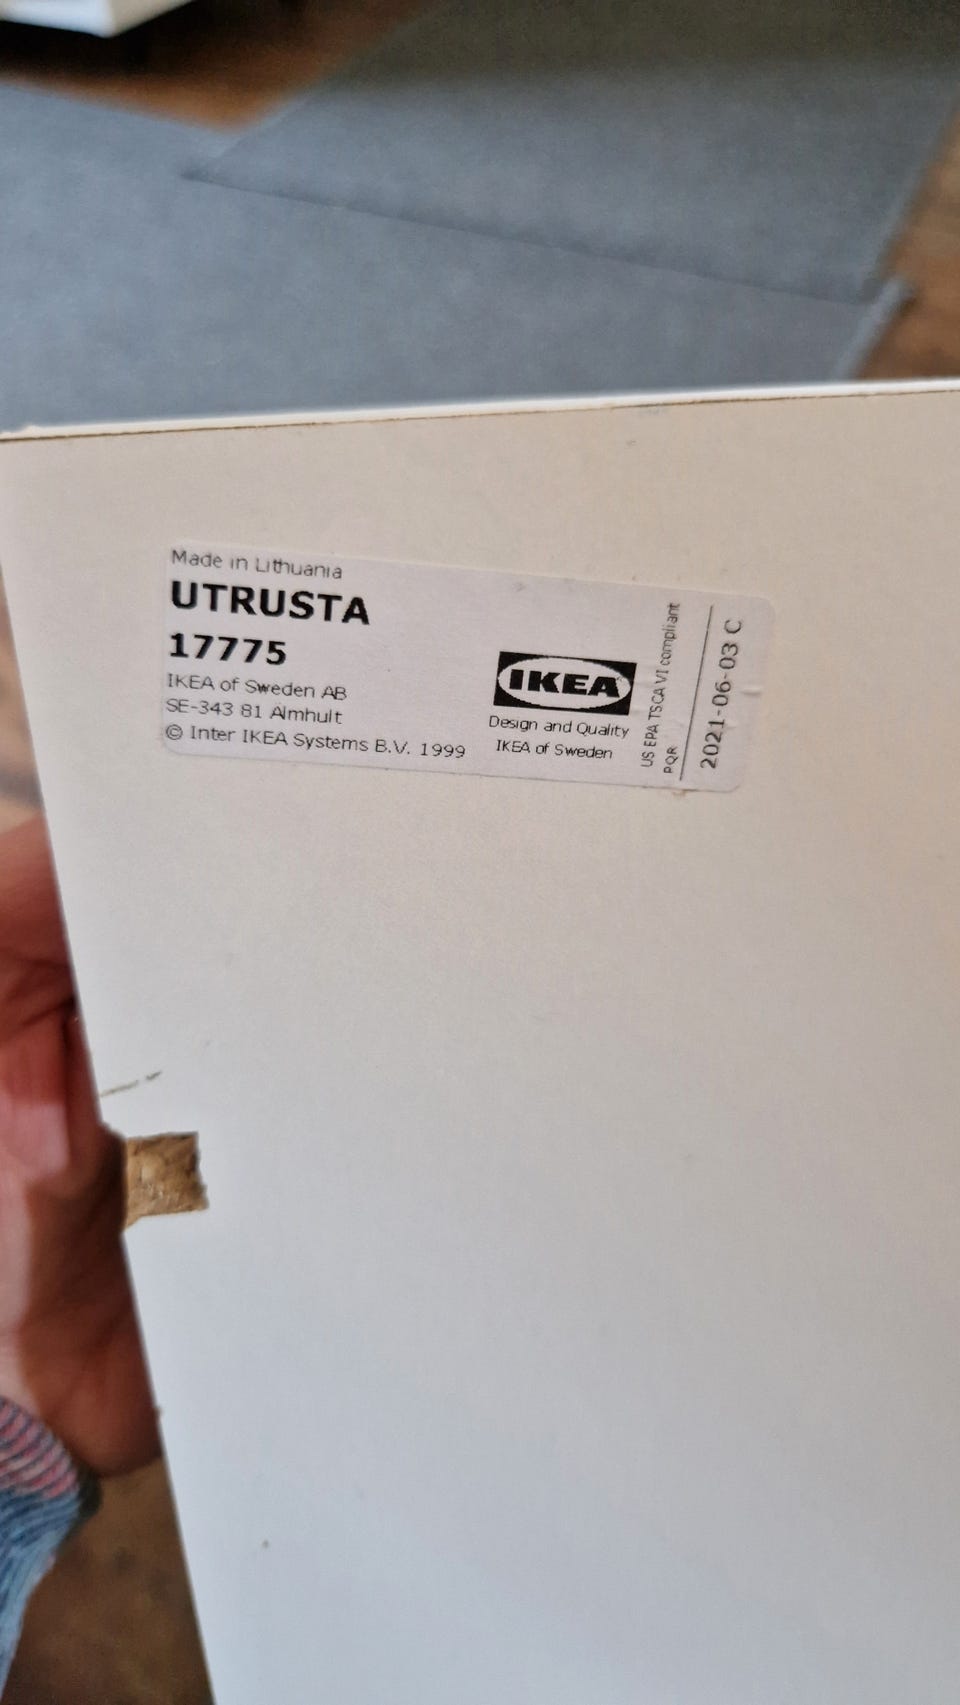 Made in Lithuania
UTRUSTA
17775
IKEA of Sweden AB
SE-343 81 Älmhult
© Inter IKEA Systems B.V. 1999
IKEA
Design and Quality
IKEA of Sweden
US EPA TSCA VI compliant
PQR
2021-06-03 C